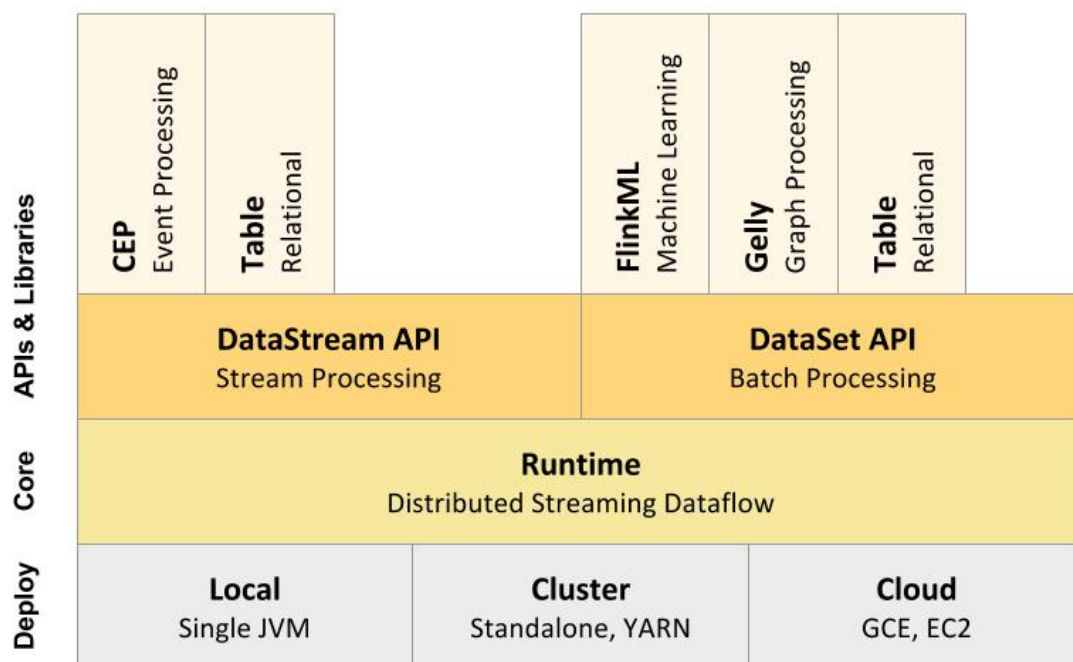 APIs & Libraries
CEP
Event Processing
Table
Relational
FlinkML
Machine Learning
Gelly
Graph Processing
Table
Relational
DataStream API
Stream Processing
DataSet API
Batch Processing
Core
Runtime
Distributed Streaming Dataflow
Deploy
Local
Single JVM
Cluster
Standalone, YARN
Cloud
GCE, EC2